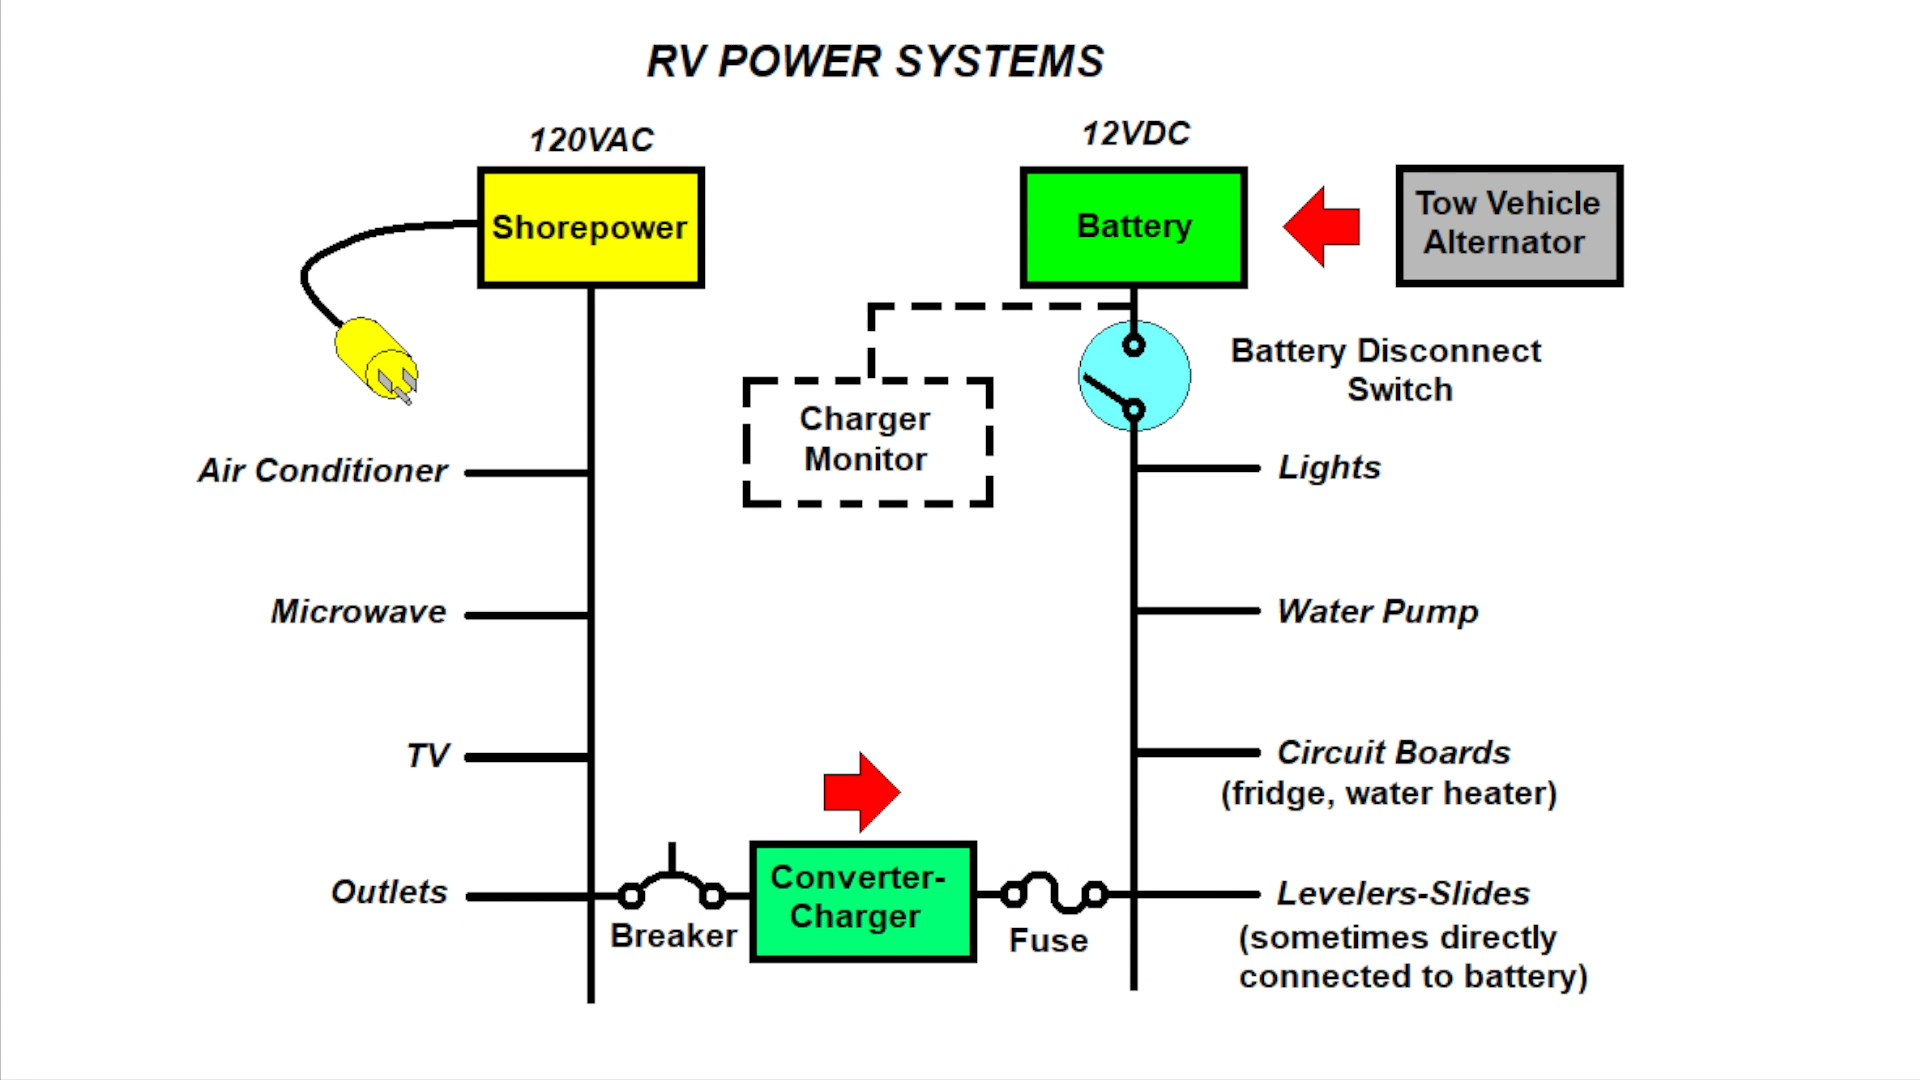 RV POWER SYSTEMS
120VAC
12VDC
Shorepower
Battery
Tow Vehicle
Alternator
Battery Disconnect
Switch
Charger
Monitor
Air Conditioner
Lights
Microwave
Water Pump
TV
Circuit Boards
(fridge, water heater)
Outlets
Breaker
Converter-
Charger
Fuse
Levelers-Slides
(sometimes directly
connected to battery)